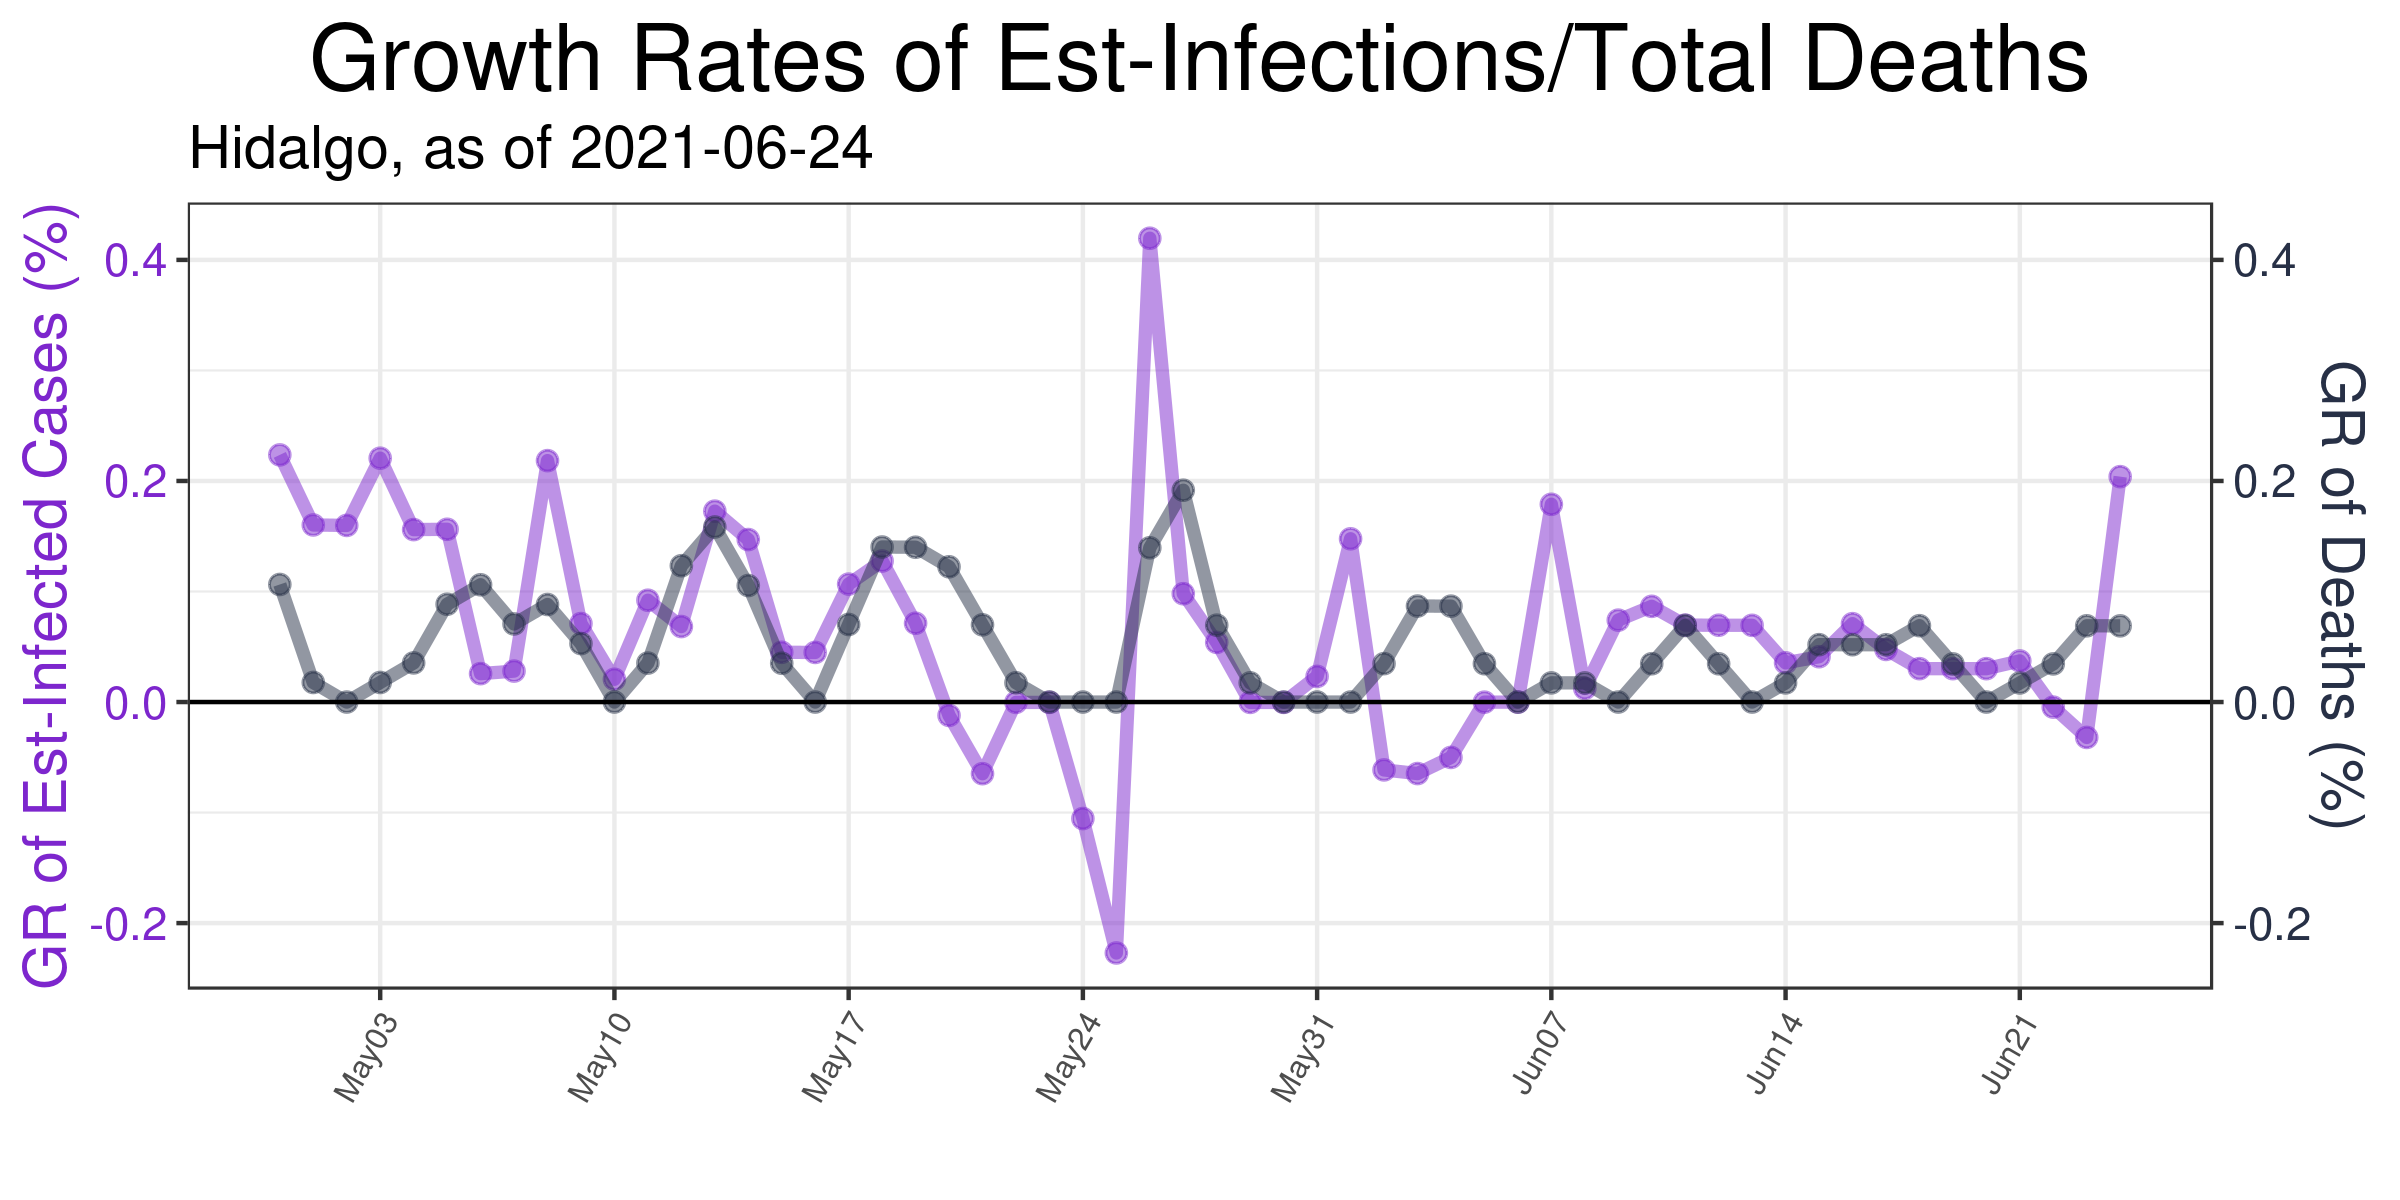 Growth Rates of Est-Infections/Total Deaths
Hidalgo, as of 2021-06-24
GR of Est-Infected Cases (%)
0.4
0.2
0.0
-0.2
0.4
0.2
0.0
-0.2
GR of Deaths (%)
May03
May10
May17
May24
May31
Jun07
Jun14
Jun21